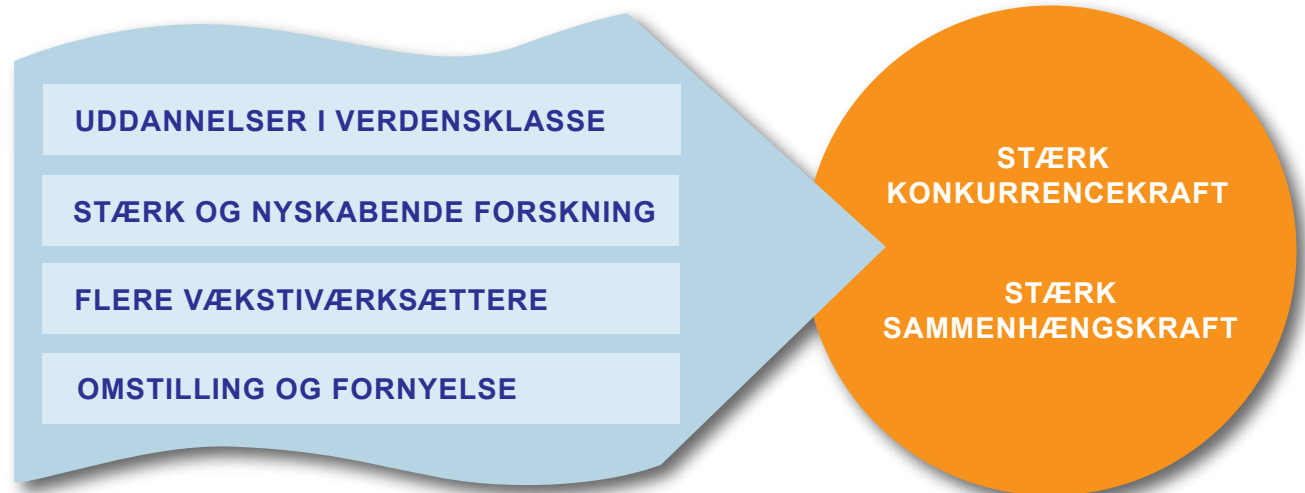 UDDANNELSER I VERDENSKLASSE
STÆRK OG NYSKABENDE FORSKNING
FLERE VÆKSTIVÆRKSÆTTERE
OMSTILLING OG FORNYELSE
STÆRK
KONKURRENCEKRAFT
STÆRK
SAMMENHÆNGSKRAFT